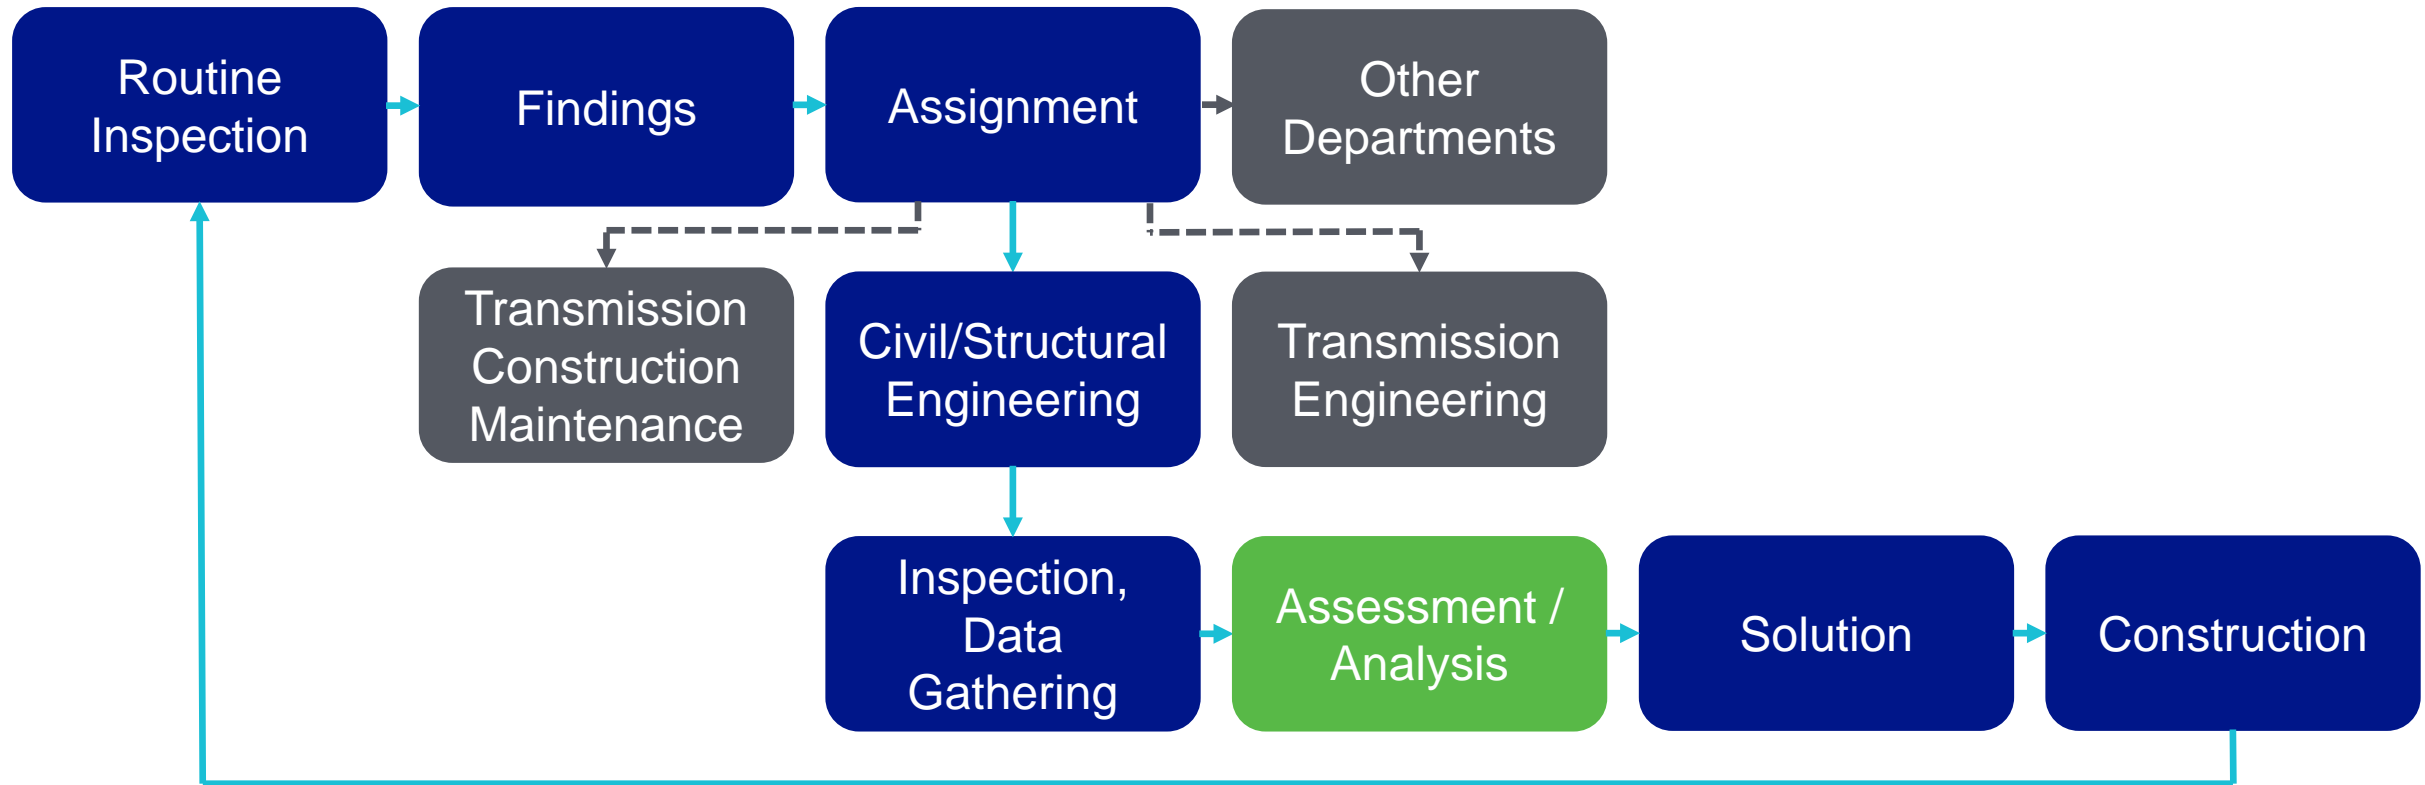 Routine
Inspection
Findings
Assignment
Other
Departments
Transmission
Construction
Maintenance
Civil/Structural
Engineering
Transmission
Engineering
Inspection,
Data
Gathering
Assessment /
Analysis
Solution
Construction